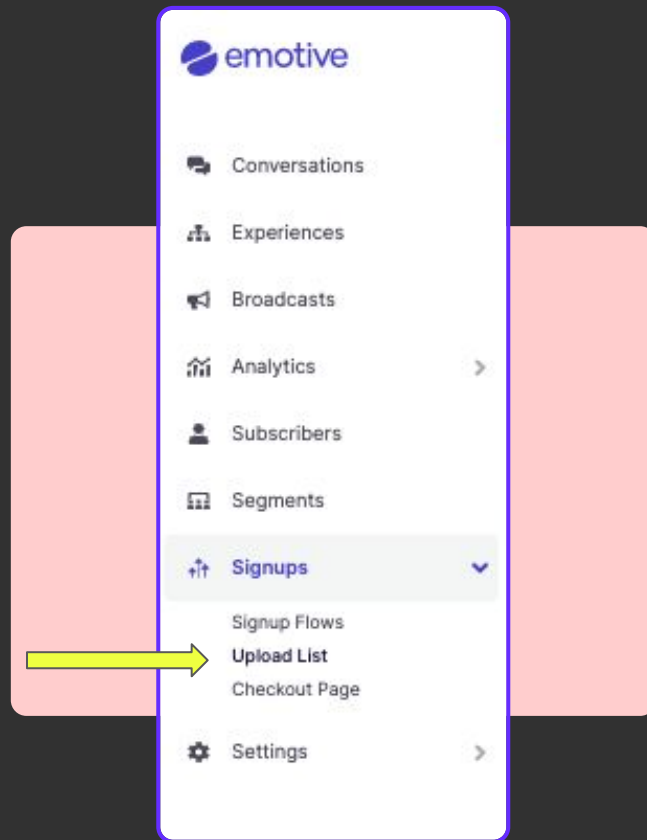 emotive
Conversations
Experiences
Broadcasts
Analytics
Subscribers
Segments
Signups
Signup Flows
Upload List
Checkout Page
Settings